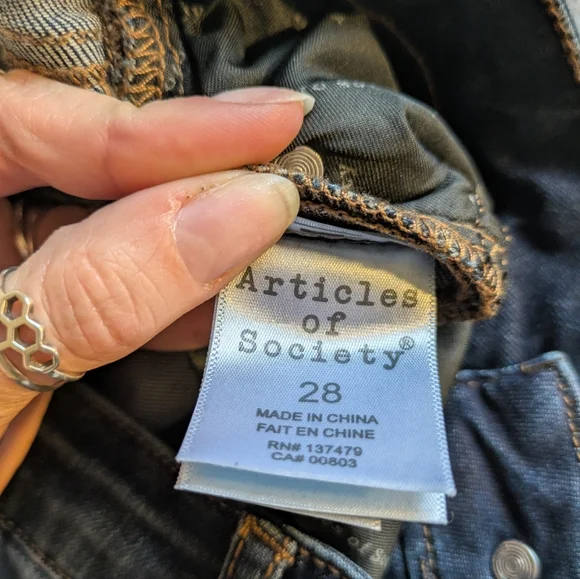 Articles
of
Society®
28
MADE IN CHINA
FAIT EN CHINE
RN# 137479
CA# 00803